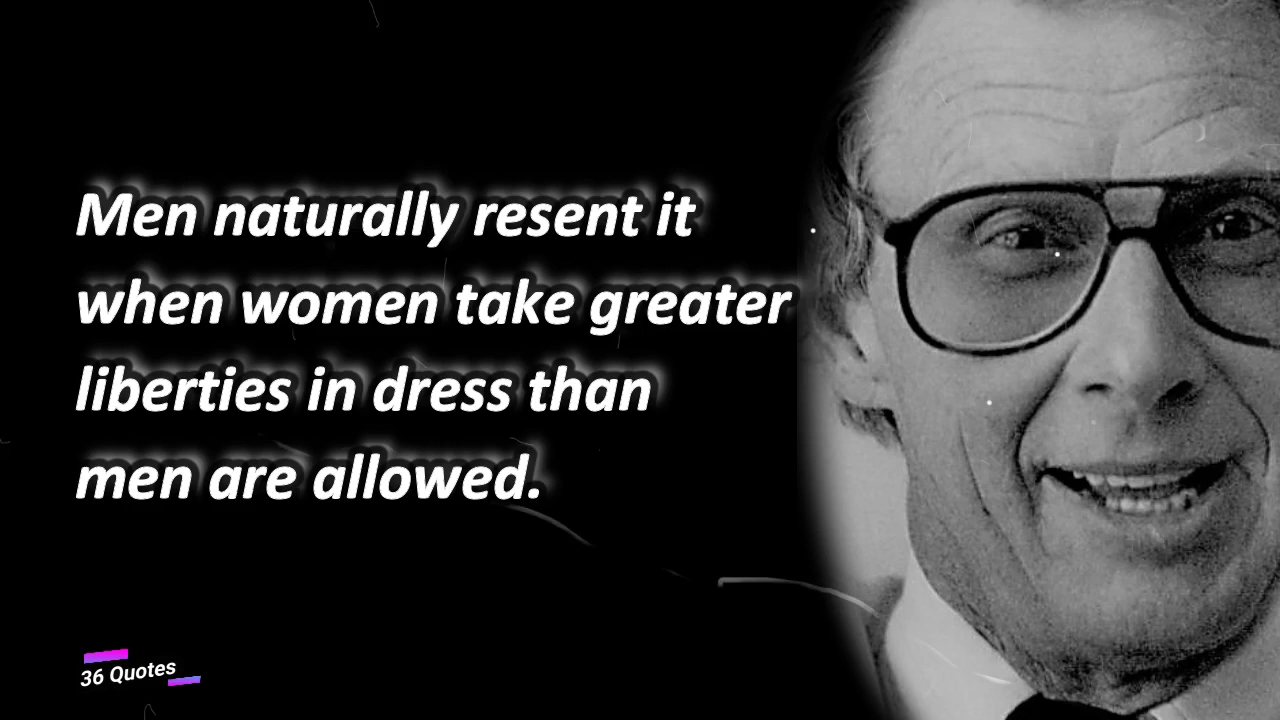 Men naturally resent it
when women take greater
liberties in dress than
men are allowed.
36 Quotes